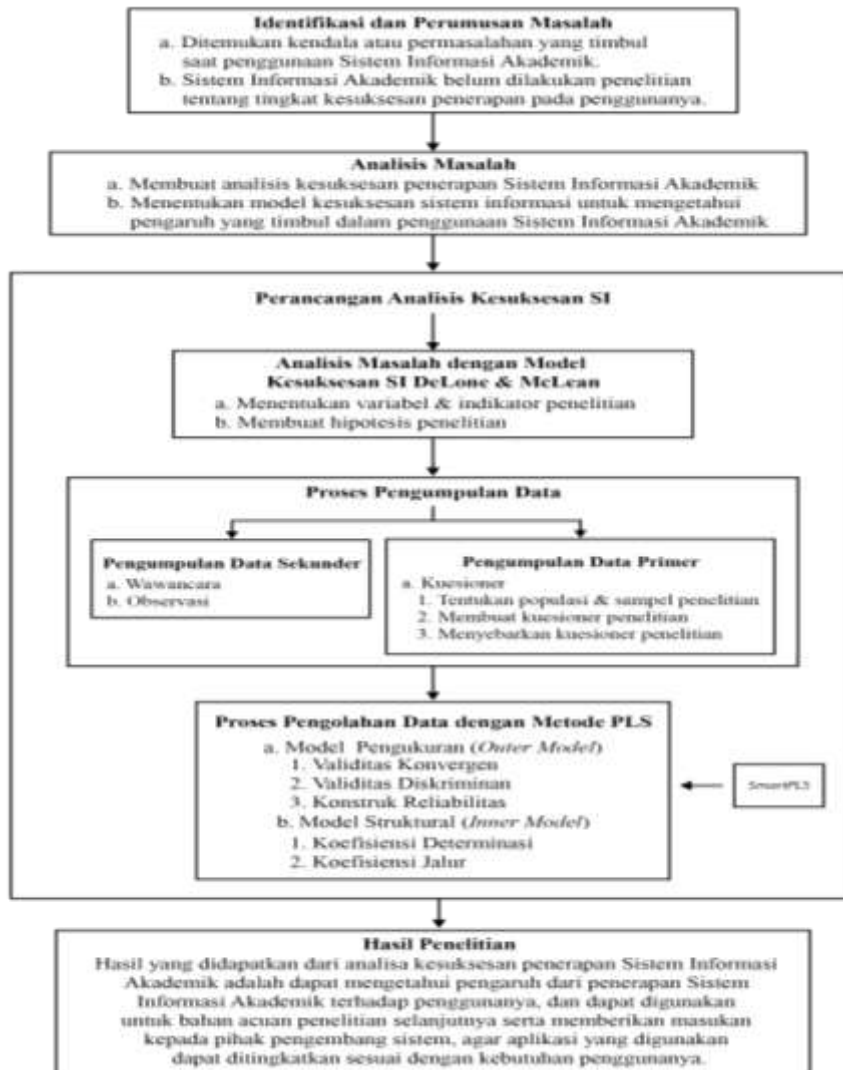 Identifikasi dan Perumusan Masalah
a. Ditemukan kendala atau permasalahan yang timbul
saat penggunaan Sistem Informasi Akademik.
b. Sistem Informasi Akademik belum dilakukan penelitian
tentang tingkat kesuksesan penerapan pada penggunanya.
Analisis Masalah
a. Membuat analisis kesuksesan penerapan Sistem Informasi Akademik
b. Menentukan model kesuksesan sistem informasi untuk mengetahui
pengaruh yang timbul dalam penggunaan Sistem Informasi Akademik
Perancangan Analisis Kesuksesan SI
Analisis Masalah dengan Model
Kesuksesan SI DeLone & McLean
a. Menentukan variabel & indikator penelitian
b. Membuat hipotesis penelitian
Proses Pengumpulan Data
Pengumpulan Data Sekunder
a. Wawancara
b. Observasi
Pengumpulan Data Primer
a. Kuesioner
1. Tentukan populasi & sampel penelitian
2. Membuat kuesioner penelitian
3. Menyebarkan kuesioner penelitian
Proses Pengolahan Data dengan Metode PLS
a. Model Pengukuran (Outer Model)
1. Validitas Konvergen
2. Validitas Diskriminan
3. Konstruk Reliabilitas
b. Model Struktural (Inner Model)
1. Koefisiensi Determinasi
2. Koefisiensi Jalur
SmartPLS
Hasil Penelitian
Hasil yang didapatkan dari analisa kesuksesan penerapan Sistem Informasi
Akademik adalah dapat mengetahui pengaruh dari penerapan Sistem
Informasi Akademik terhadap penggunanya, dan dapat digunakan
untuk bahan acuan penelitian selanjutnya serta memberikan masukan
kepada pihak pengembang sistem, agar aplikasi yang digunakan
dapat ditingkatkan sesuai dengan kebutuhan penggunanya.